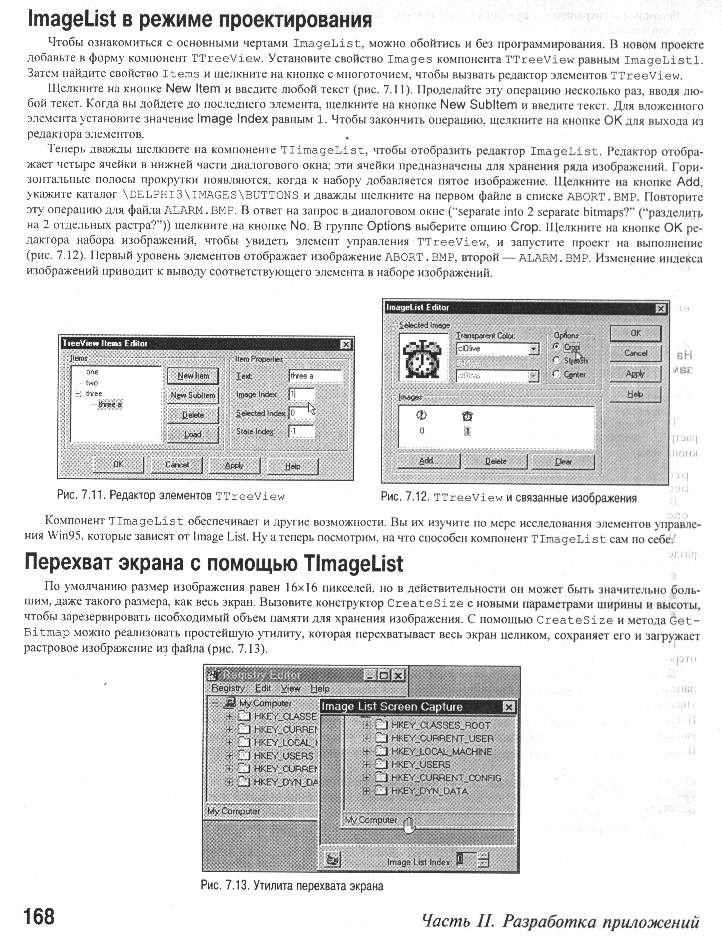 ImageList в режиме проектирования
Чтобы ознакомиться с основными чертами ImageList, можно обойтись и без программирования. В новом проекте
добавьте в форму компонент TTreeView. Установите свойство Images компонента TTreeView равным ImageList1.
Затем найдите свойство Items и щелкните на кнопке с многоточием, чтобы вызвать редактор элементов TTreeView.
Щелкните на кнопке New Item и введите любой текст (рис. 7.11). Проделайте эту операцию несколько раз, вводя лю-
бой текст. Когда вы дойдете до последнего элемента, щелкните на кнопке New SubItem и введите текст. Для вложенного
элемента установите значение Image Index равным 1. Чтобы закончить операцию, щелкните на кнопке OK для выхода из
редактора элементов.
Теперь дважды щелкните на компоненте TIimageList, чтобы отобразить редактор ImageList. Редактор отобра-
жает четыре ячейки в нижней части диалогового окна; эти ячейки предназначены для хранения ряда изображений. Гори-
зонтальные полосы прокрутки появляются, когда к набору добавляется пятое изображение. Щелкните на кнопке Add,
укажите каталог \DELPHI3\IMAGES\BUTTONS и дважды щелкните на первом файле в списке ABORT.BMP. Повторите
эту операцию для файла ALARM.BMP. В ответ на запрос в диалоговом окне ("separate into 2 separate bitmaps?" ("разделить
на 2 отдельных растра?")) щелкните на кнопке No. В группе Options выберите опцию Crop. Щелкните на кнопке OK ре-
дактора набора изображений, чтобы увидеть элемент управления TTreeView, и запустите проект на выполнение
(рис. 7.12). Первый уровень элементов отображает изображение ABORT.BMP, второй — ALARM.BMP. Изменение индекса
изображений приводит к выводу соответствующего элемента в наборе изображений.
TreeView Items Editor
Items
one
two
three
three a
New Item
New SubItem
Delete
Load
Item Properties
Text: three a
Image Index: 1
Selected Index: 0
State Index: -1
OK Cancel Apply Help
Рис. 7.11. Редактор элементов TTreeView
ImageList Editor
Selected Image
Transparent Color:
clOlive
clOlive
Options
Crop
Stretch
Center
OK
Cancel
Apply
Help
Images
0 1
Add... Delete Clear
Рис. 7.12. TTreeView и связанные изображения
Компонент TImageList обеспечивает и другие возможности. Вы их изучите по мере исследования элементов управле-
ния Win95, которые зависят от Image List. Ну а теперь посмотрим, на что способен компонент TImageList сам по себе.
Перехват экрана с помощью TImageList
По умолчанию размер изображения равен 16×16 пикселей, но в действительности он может быть значительно боль-
шим, даже такого размера, как весь экран. Вызовите конструктор CreateSize с новыми параметрами ширины и высоты,
чтобы зарезервировать необходимый объем памяти для хранения изображения. С помощью CreateSize и метода Get-
Bitmap можно реализовать простейшую утилиту, которая перехватывает весь экран целиком, сохраняет его и загружает
растровое изображение из файла (рис. 7.13).
Registry Editor
Registry Edit View Help
My Computer
HKEY_CLASSE
HKEY_CURREN
HKEY_LOCAL_
HKEY_USERS
HKEY_CURREN
HKEY_DYN_DA
My Computer
Image List Screen Capture
HKEY_CLASSES_ROOT
HKEY_CURRENT_USER
HKEY_LOCAL_MACHINE
HKEY_USERS
HKEY_CURRENT_CONFIG
HKEY_DYN_DATA
My Computer
Image List Index: 0
Рис. 7.13. Утилита перехвата экрана
168
Часть II. Разработка приложений